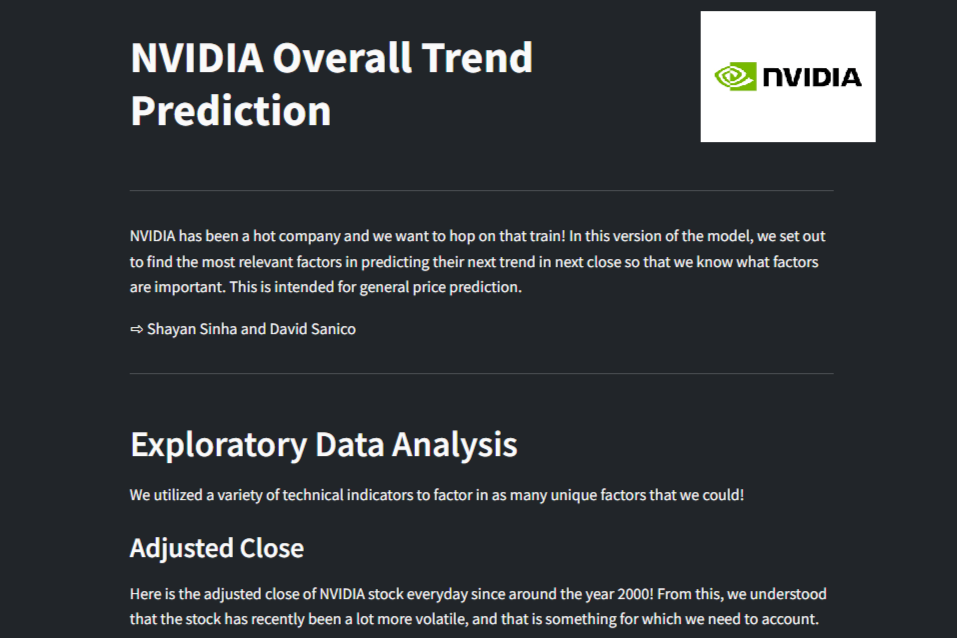 NVIDIA Overall Trend
Prediction
NVIDIA
NVIDIA has been a hot company and we want to hop on that train! In this version of the model, we set out
to find the most relevant factors in predicting their next trend in next close so that we know what factors
are important. This is intended for general price prediction.
⇨ Shayan Sinha and David Sanico
Exploratory Data Analysis
We utilized a variety of technical indicators to factor in as many unique factors that we could!
Adjusted Close
Here is the adjusted close of NVIDIA stock everyday since around the year 2000! From this, we understood
that the stock has recently been a lot more volatile, and that is something for which we need to account.